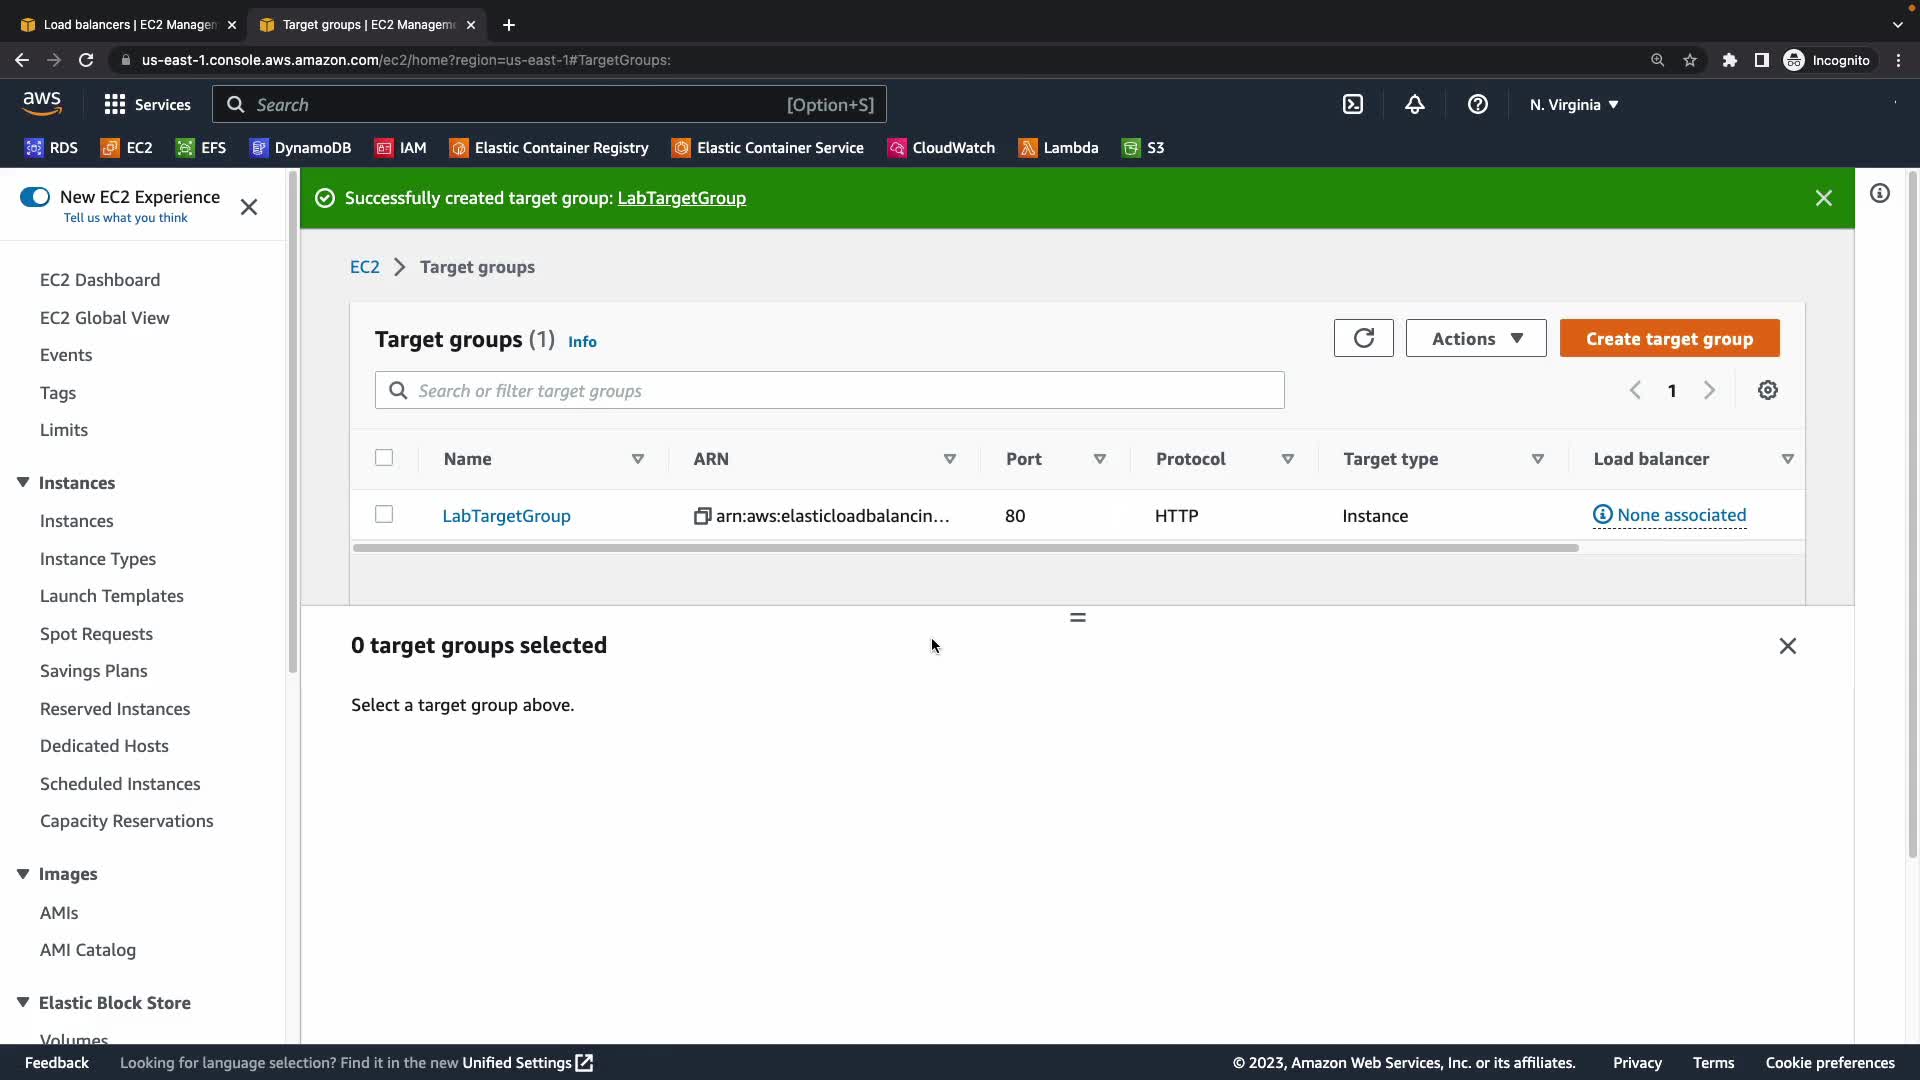 Load balancers | EC2 Managem
Target groups | EC2 Manageme
us-east-1.console.aws.amazon.com/ec2/home?region=us-east-1#TargetGroups:
Incognito
aws
Services
Search
[Option+S]
N. Virginia
RDS
EC2
EFS
DynamoDB
IAM
Elastic Container Registry
Elastic Container Service
CloudWatch
Lambda
S3
New EC2 Experience
Tell us what you think
EC2 Dashboard
EC2 Global View
Events
Tags
Limits
Instances
Instances
Instance Types
Launch Templates
Spot Requests
Savings Plans
Reserved Instances
Dedicated Hosts
Scheduled Instances
Capacity Reservations
Images
AMIs
AMI Catalog
Elastic Block Store
Volumes
Successfully created target group: LabTargetGroup
EC2 > Target groups
Target groups (1) Info
Actions
Create target group
Search or filter target groups
1
Name ARN Port Protocol Target type Load balancer
LabTargetGroup arn:aws:elasticloadbalancin... 80 HTTP Instance None associated
0 target groups selected
Select a target group above.
Feedback
Looking for language selection? Find it in the new Unified Settings
© 2023, Amazon Web Services, Inc. or its affiliates.
Privacy
Terms
Cookie preferences